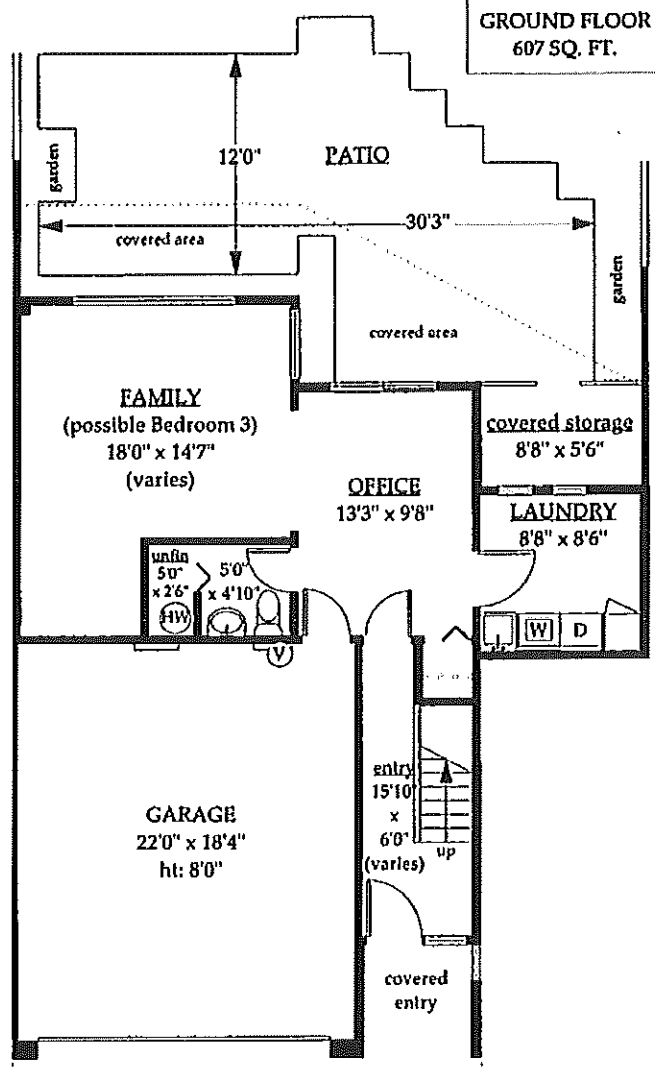 GROUND FLOOR
607 SQ. FT.
12'0"
PATIO
garden
30'3"
covered area
garden
covered area
FAMILY
(possible Bedroom 3)
18'0" x 14'7"
(varies)
covered storage
8'8" x 5'6"
OFFICE
13'3" x 9'8"
LAUNDRY
8'8" x 8'6"
unfin
5'0"
x 2'6"
5'0"
x 4'10"
HW
W
D
V
GARAGE
22'0" x 18'4"
ht: 8'0"
entry
15'10"
x
6'0"
(varies)
up
covered
entry